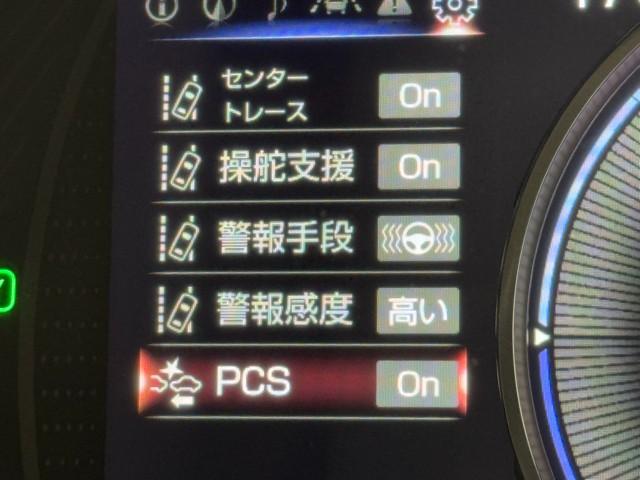 センター
トレース
On
操舵支援 On
警報手段
警報感度 高い
PCS On